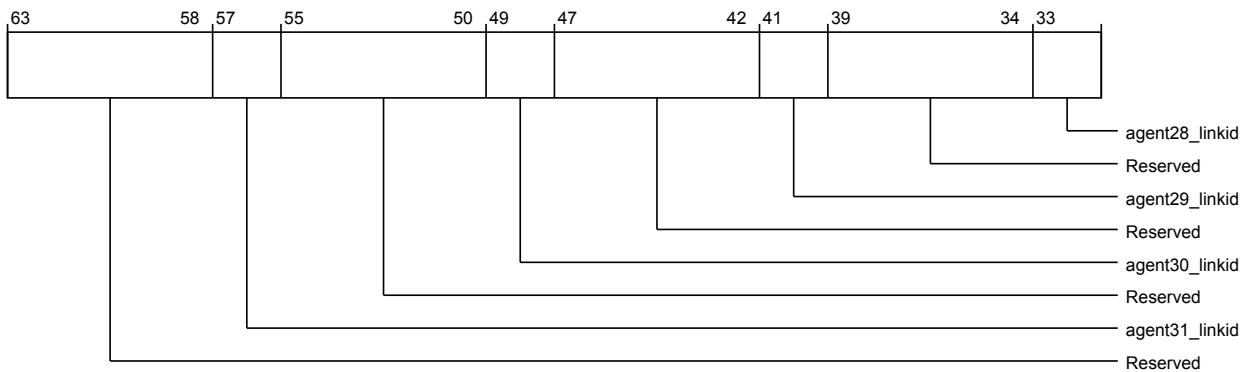 63 58 57 55 50 49 47 42 41 39 34 33
agent28_linkid
Reserved
agent29_linkid
Reserved
agent30_linkid
Reserved
agent31_linkid
Reserved